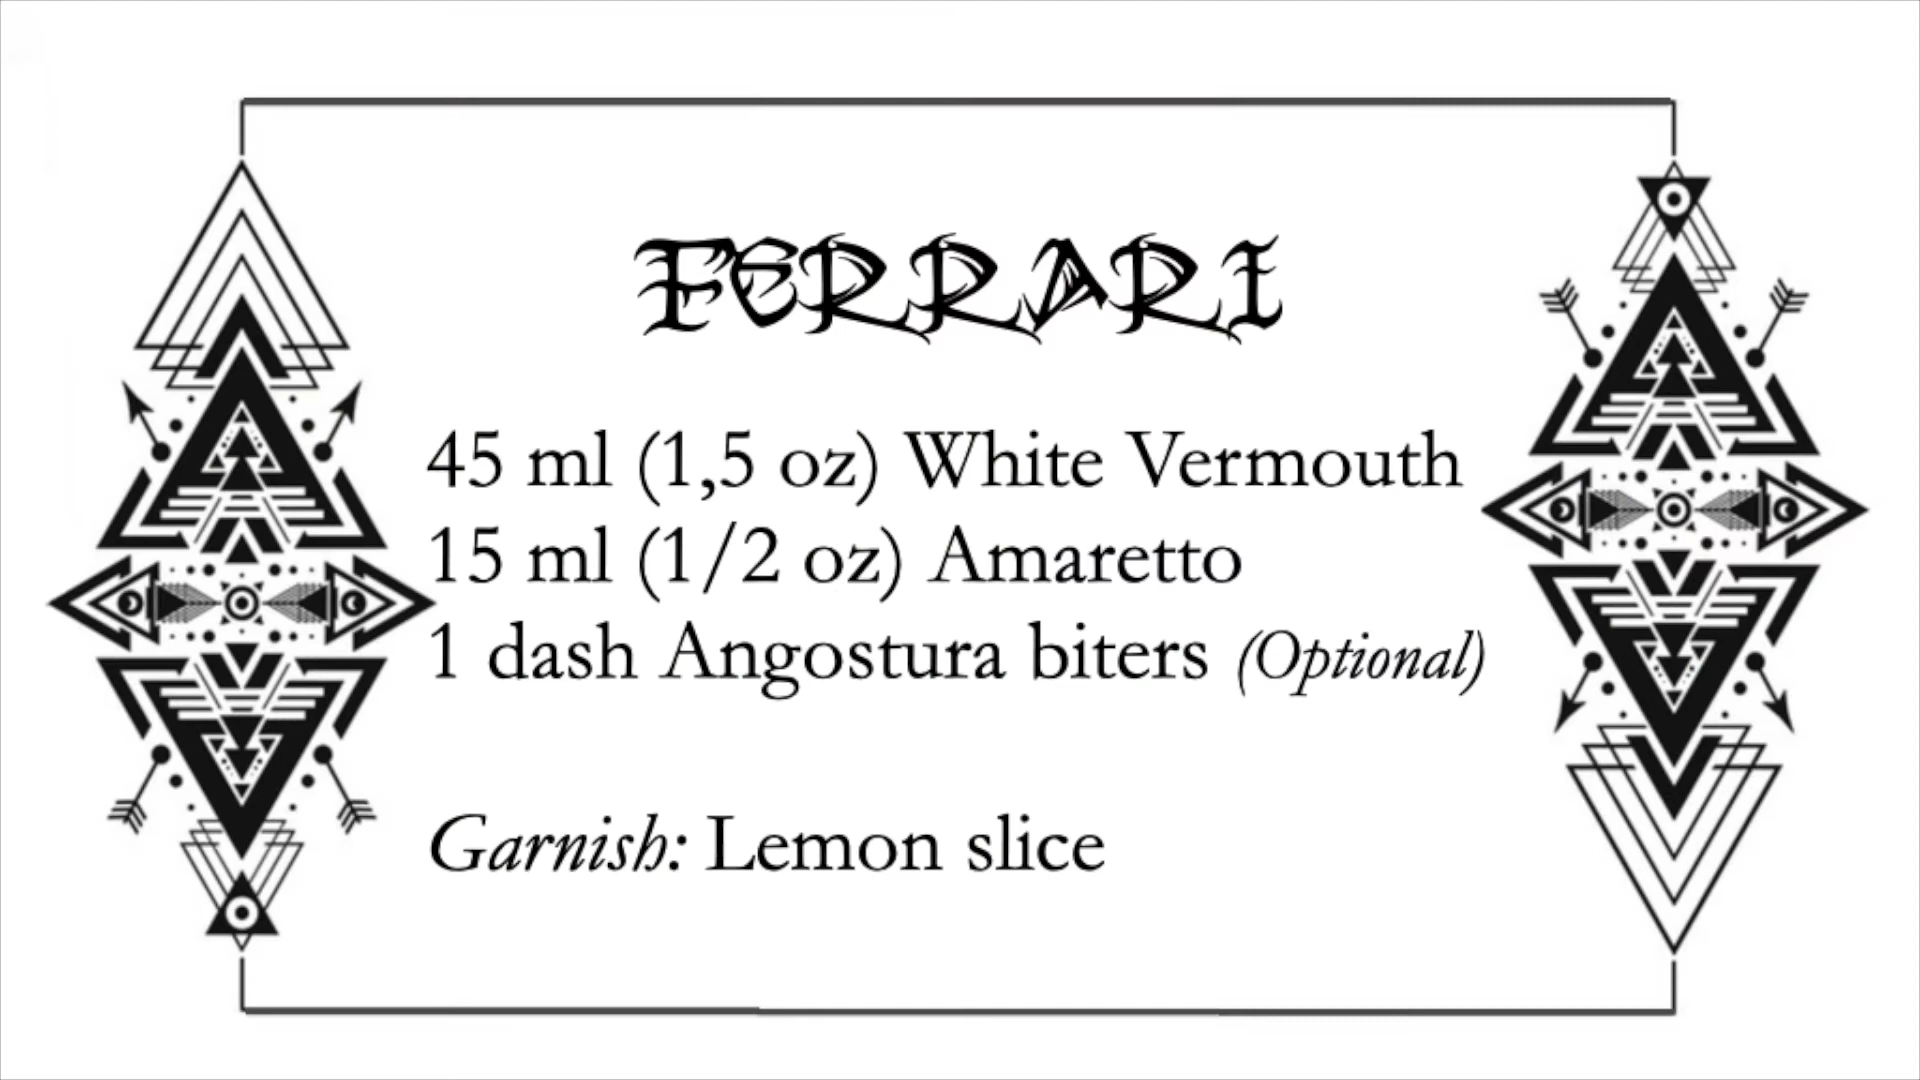 FERRARI
45 ml (1,5 oz) White Vermouth
15 ml (1/2 oz) Amaretto
1 dash Angostura biters (Optional)
Garnish: Lemon slice